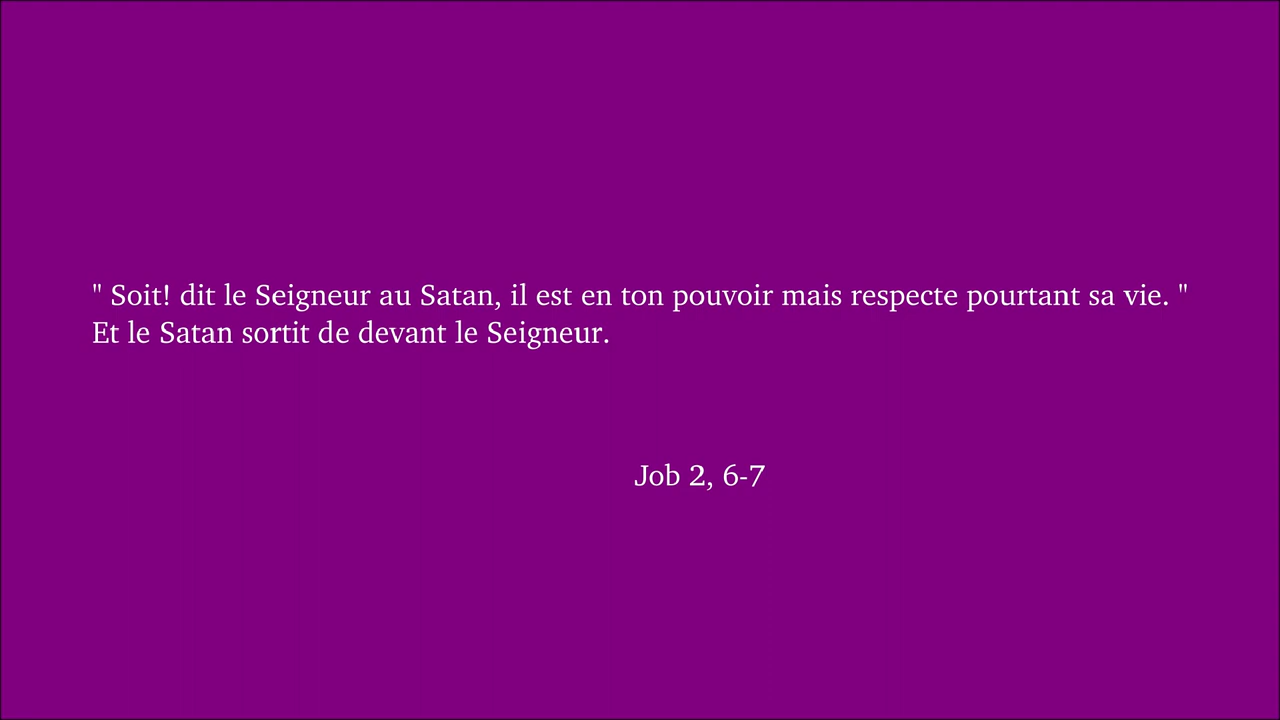 " Soit! dit le Seigneur au Satan, il est en ton pouvoir mais respecte pourtant sa vie. "
Et le Satan sortit de devant le Seigneur.
Job 2, 6-7